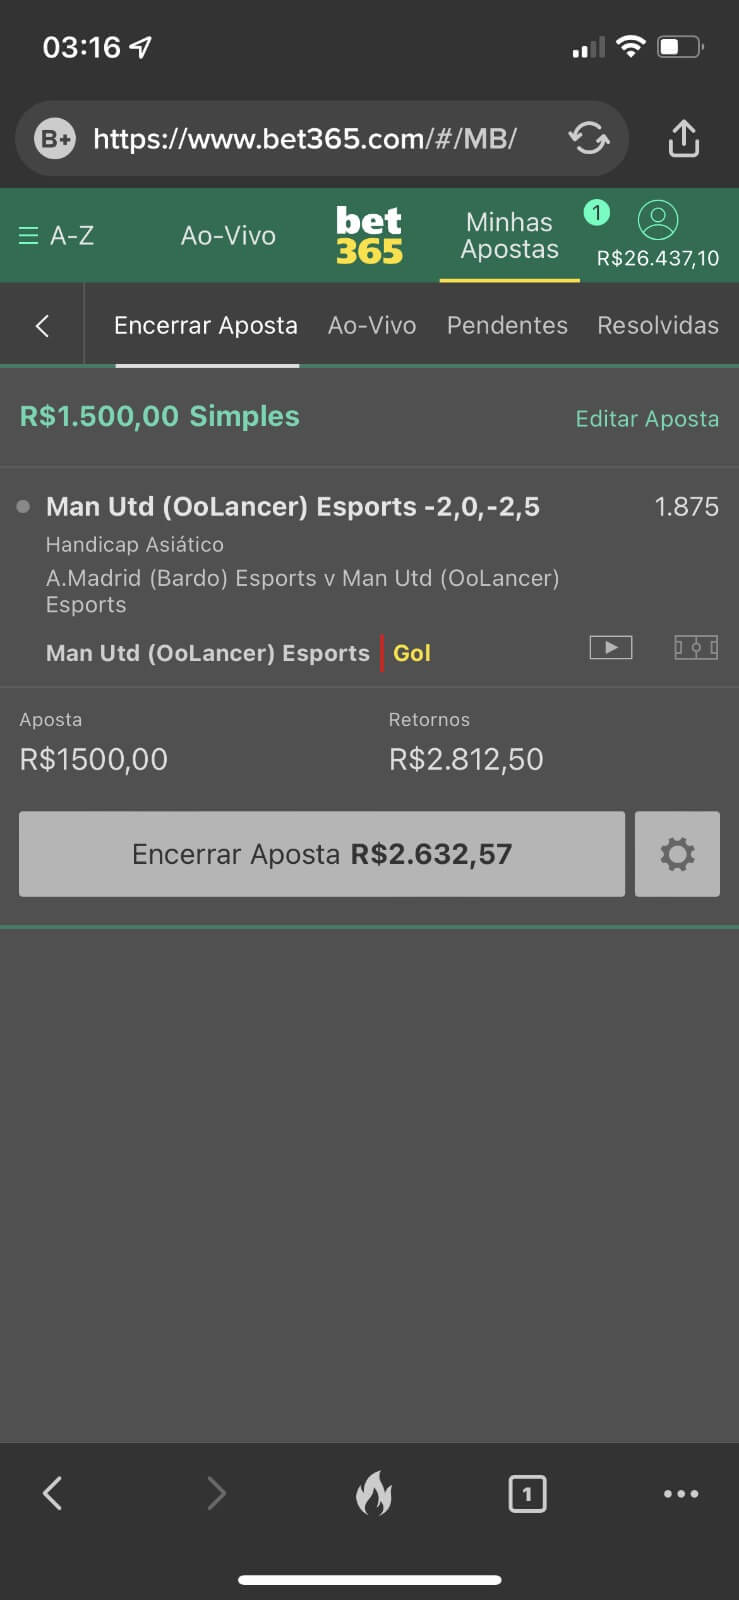 03:16
B+ https://www.bet365.com/#/MB/
A-Z Ao-Vivo bet365 Minhas Apostas 1 R$26.437,10
Encerrar Aposta Ao-Vivo Pendentes Resolvidas
R$1.500,00 Simples Editar Aposta
Man Utd (OoLancer) Esports -2,0,-2,5 1.875
Handicap Asiático
A.Madrid (Bardo) Esports v Man Utd (OoLancer)
Esports
Man Utd (OoLancer) Esports Gol
Aposta Retornos
R$1500,00 R$2.812,50
Encerrar Aposta R$2.632,57
1